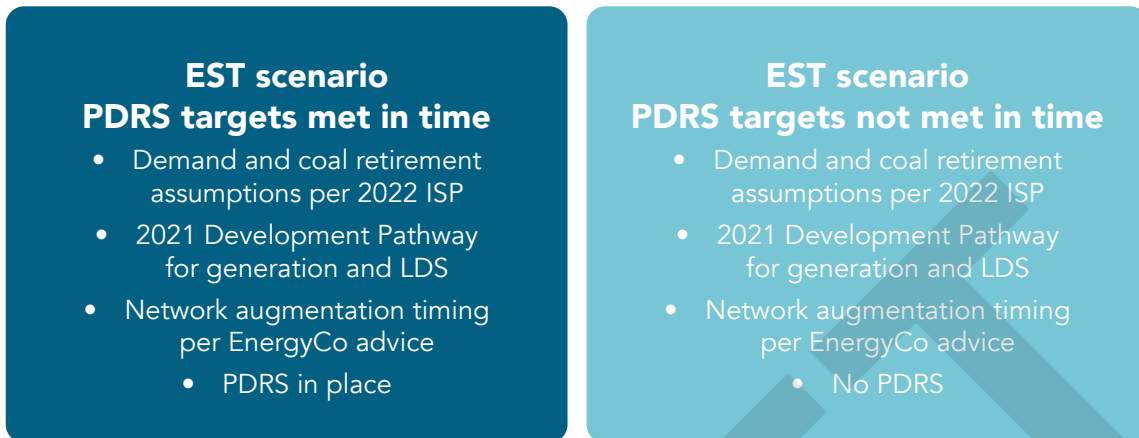 EST scenario
PDRS targets met in time
• Demand and coal retirement
assumptions per 2022 ISP
• 2021 Development Pathway
for generation and LDS
• Network augmentation timing
per EnergyCo advice
• PDRS in place
EST scenario
PDRS targets not met in time
• Demand and coal retirement
assumptions per 2022 ISP
• 2021 Development Pathway
for generation and LDS
• Network augmentation timing
per EnergyCo advice
• No PDRS